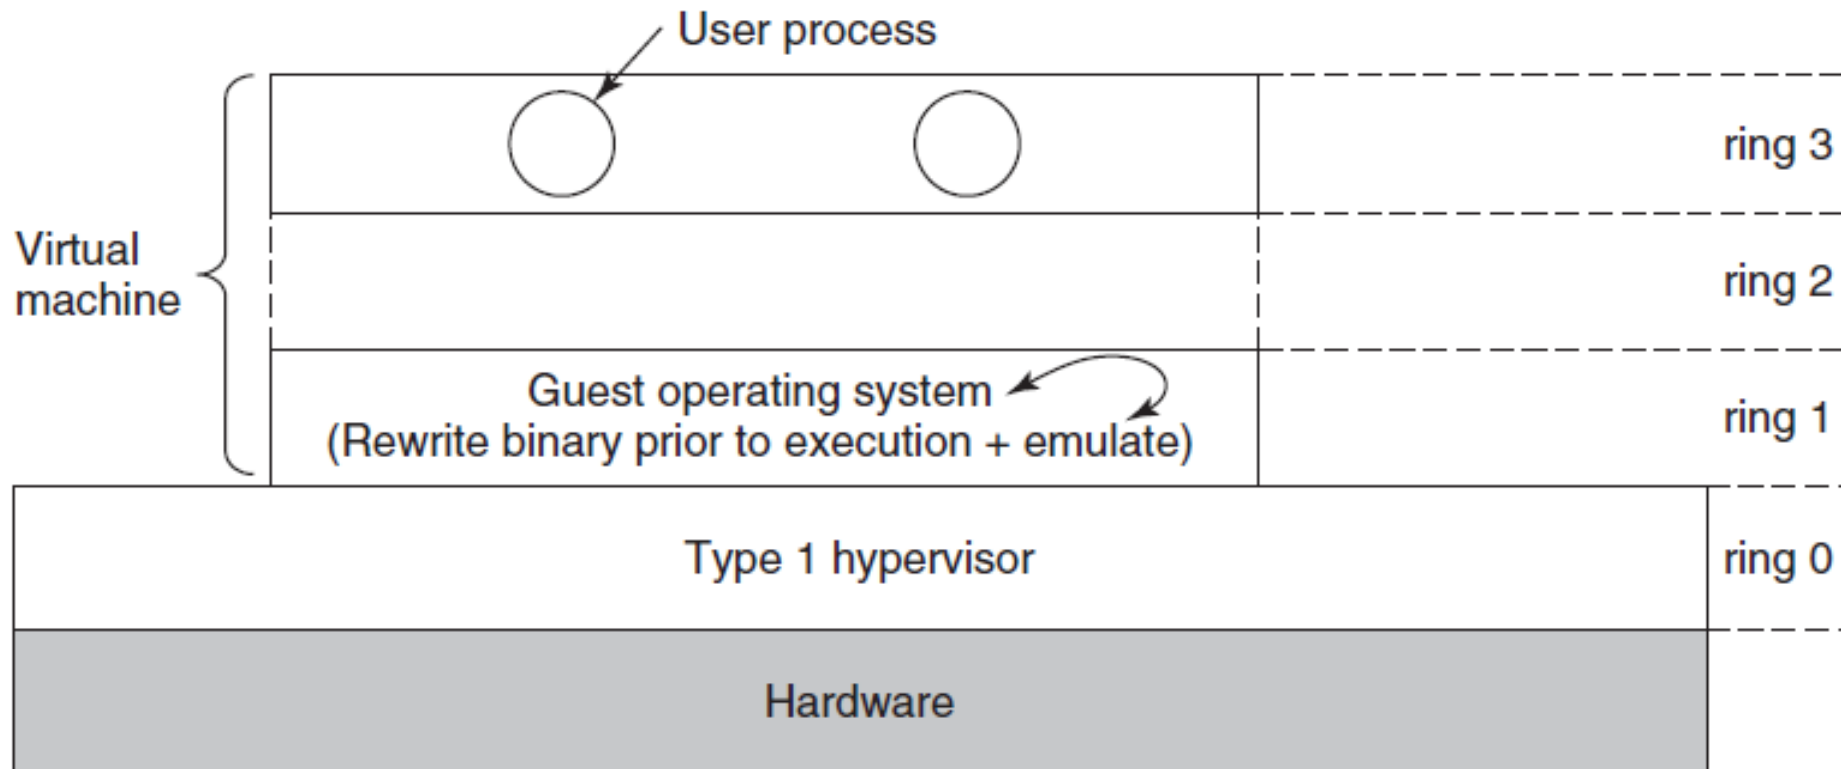 User process
ring 3
Virtual
machine
ring 2
Guest operating system
(Rewrite binary prior to execution + emulate)
ring 1
Type 1 hypervisor
ring 0
Hardware